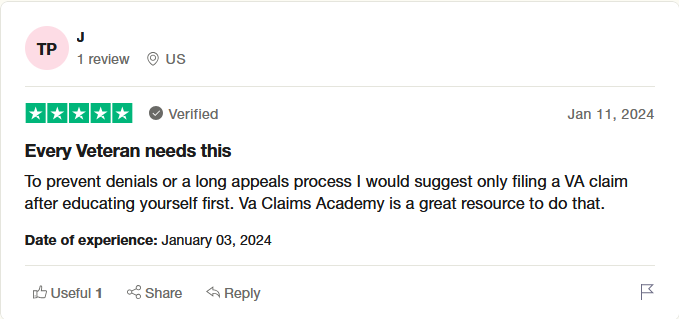 TP
J
1 review US
Verified Jan 11, 2024
Every Veteran needs this
To prevent denials or a long appeals process I would suggest only filing a VA claim
after educating yourself first. Va Claims Academy is a great resource to do that.
Date of experience: January 03, 2024
Useful 1 Share Reply